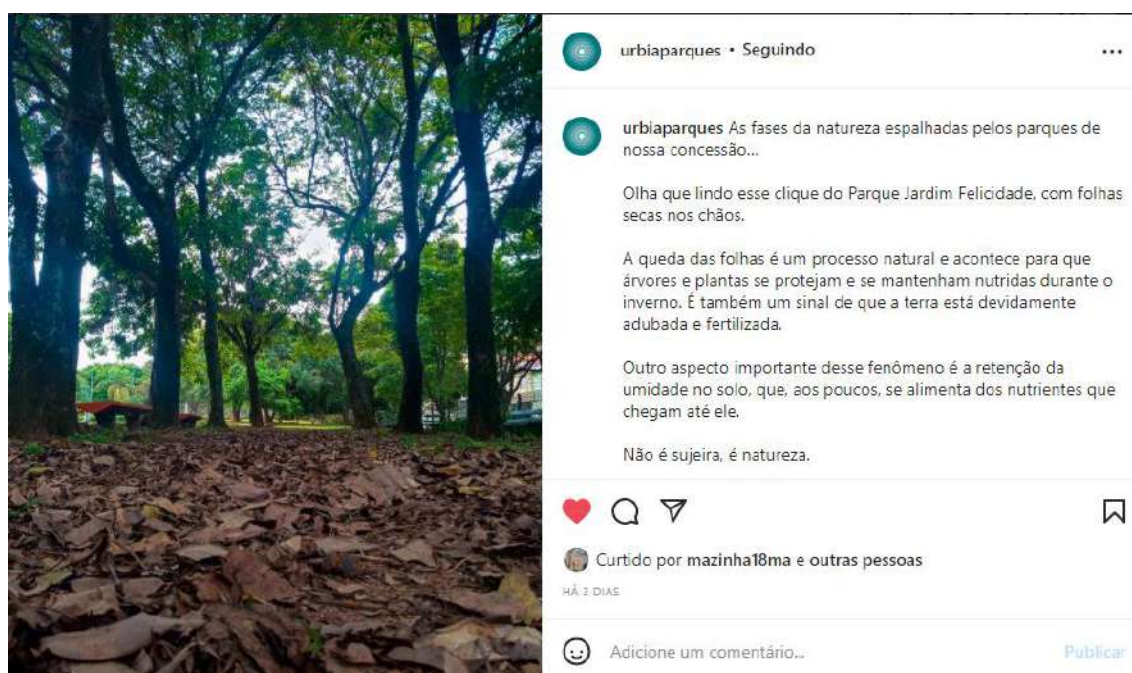 urbiaparques • Seguindo
urbiaparques As fases da natureza espalhadas pelos parques de
nossa concessão...
Olha que lindo esse clique do Parque Jardim Felicidade, com folhas
secas nos chãos.
A queda das folhas é um processo natural e acontece para que
árvores e plantas se protejam e se mantenham nutridas durante o
inverno. É também um sinal de que a terra está devidamente
adubada e fertilizada.
Outro aspecto importante desse fenômeno é a retenção da
umidade no solo, que, aos poucos, se alimenta dos nutrientes que
chegam até ele.
Não é sujeira, é natureza.
Curtido por mazinha18ma e outras pessoas
HÁ DIAS
Adicione um comentário...
Publicar